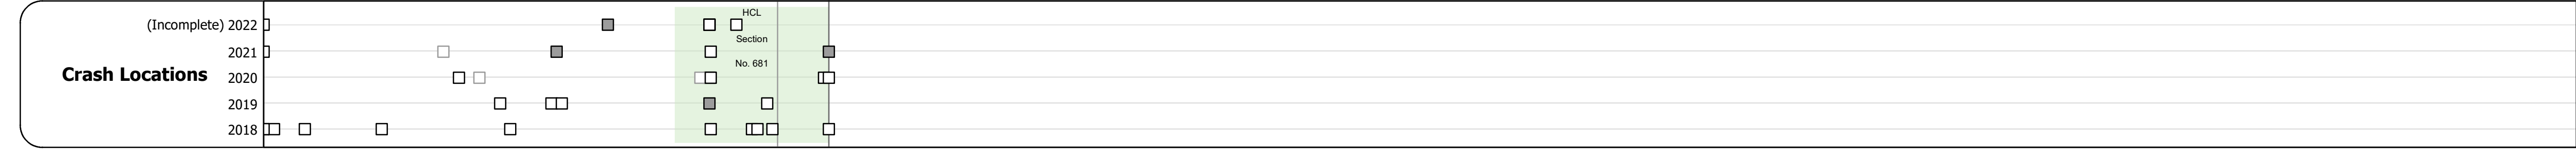 HCL
(Incomplete) 2022
Section
2021
No. 681
Crash Locations
2020
2019
2018